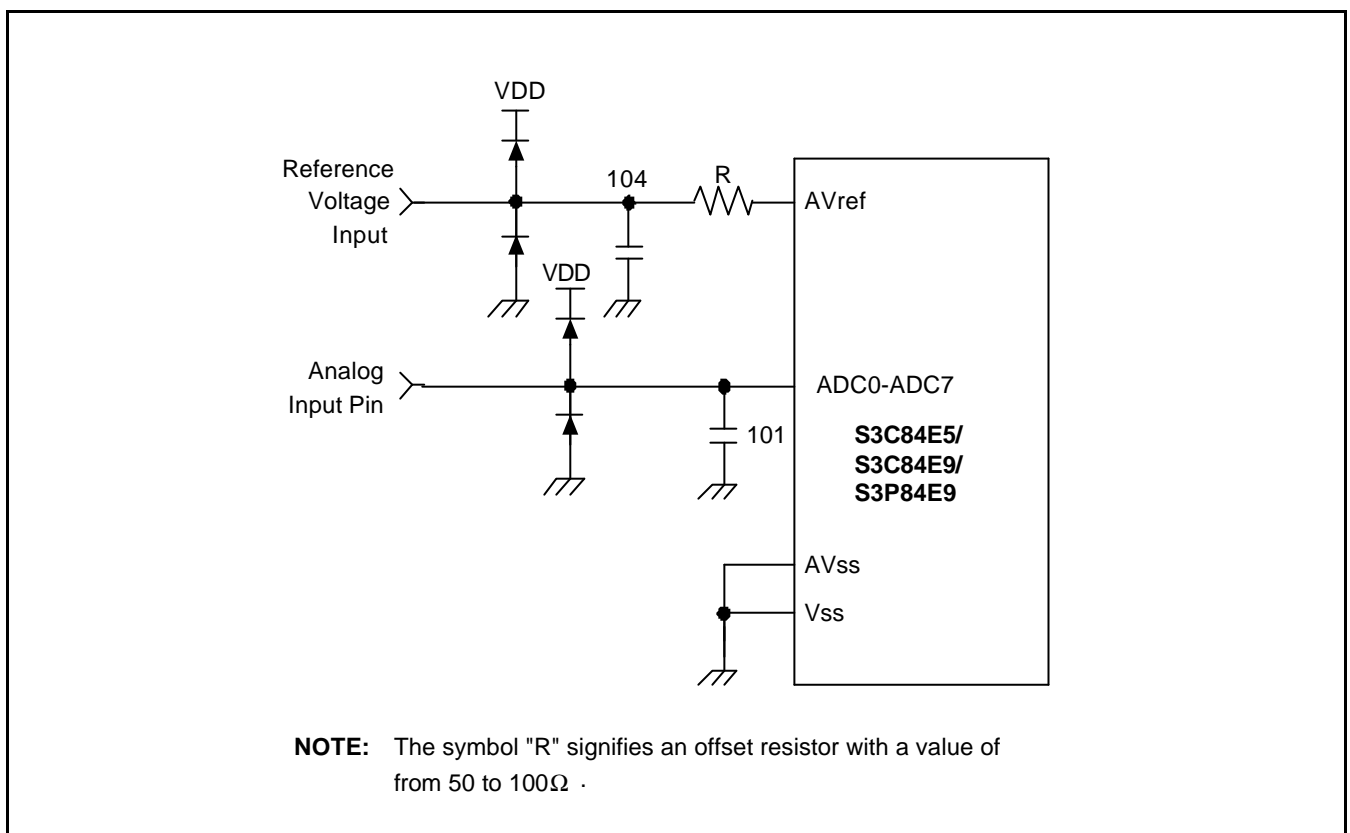 VDD
Reference
Voltage
Input
104
R
AVref
VDD
Analog
Input Pin
ADC0-ADC7
101
S3C84E5/
S3C84E9/
S3P84E9
AVss
Vss
NOTE: The symbol "R" signifies an offset resistor with a value of
from 50 to 100Ω .